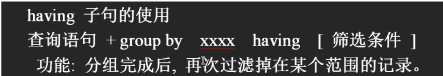 having 子句的使用
查询语句 + group by xxxx having [ 筛选条件 ]
功能: 分组完成后, 再次过滤掉在某个范围的记录。